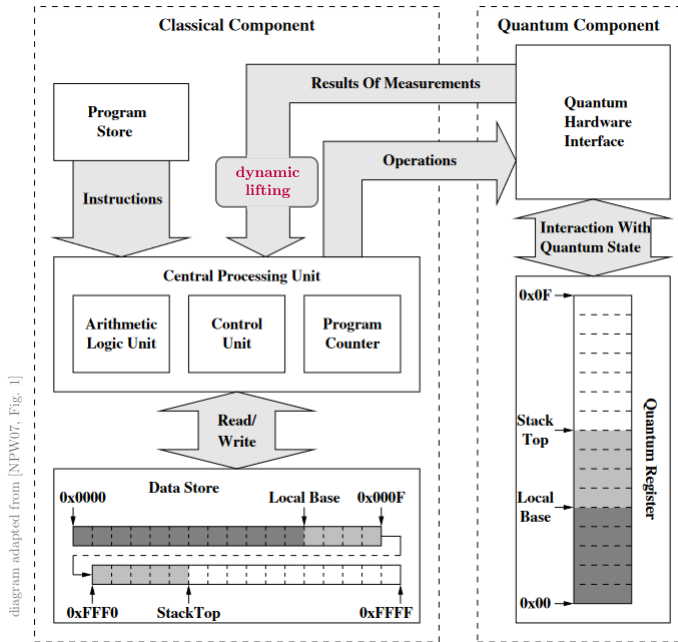 Classical Component
Quantum Component
Program
Store
Results Of Measurements
Quantum
Hardware
Interface
dynamic
lifting
Operations
Instructions
Interaction With
Quantum State
Central Processing Unit
Arithmetic
Logic Unit
Control
Unit
Program
Counter
0x0F
Stack
Top
Local
Base
0x00
Quantum Register
Read/
Write
Data Store
0x0000
Local Base
0x000F
0xFFF0
StackTop
0xFFFF
diagram adapted from [NPW07, Fig. 1]